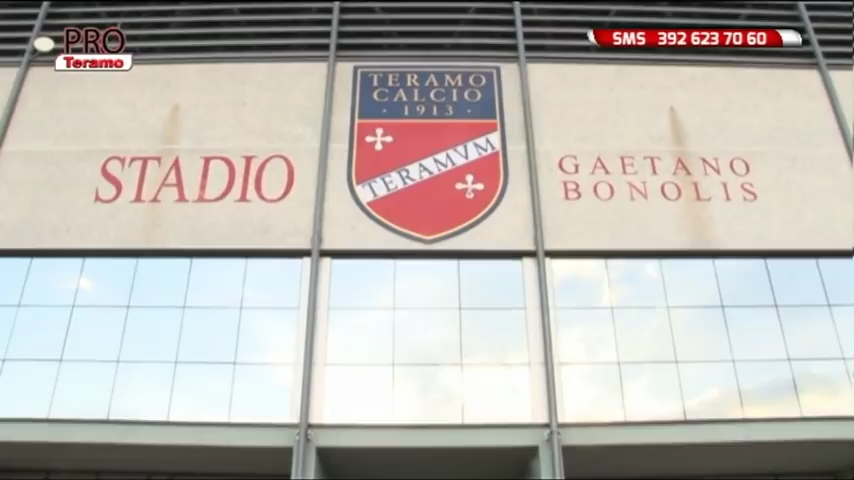 PRO
Teramo
SMS 392 623 70 60
TERAMO
CALCIO
· 1913 ·
TERAMVM
STADIO
GAETANO
BONOLIS